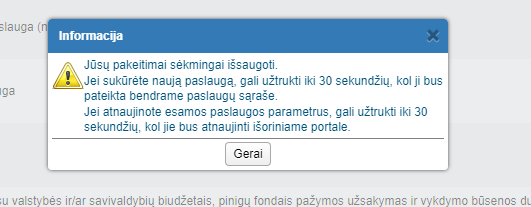 slauga (n
Informacija
Jūsų pakeitimai sėkmingai išsaugoti.
Jei sukūrėte naują paslaugą, gali užtrukti iki 30 sekundžių, kol ji bus
pateikta bendrame paslaugų sąraše.
Jei atnaujinote esamos paslaugos parametrus, gali užtrukti iki 30
sekundžių, kol jie bus atnaujinti išoriniame portale.
uga
Gerai
su valstybės ir/ar savivaldybių biudžetais, pinigų fondais pažymos užsakymas ir vykdymo būsenos